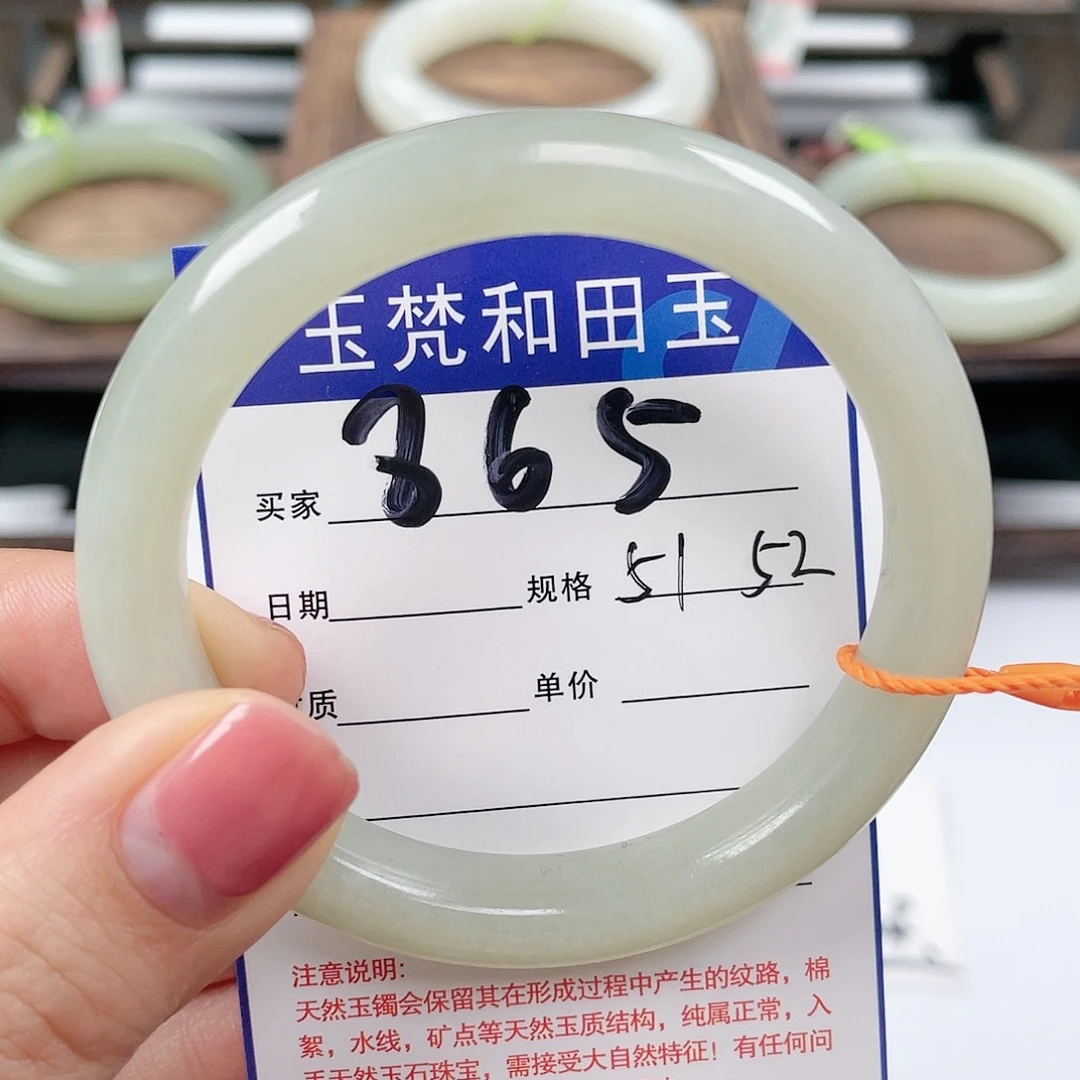 玉梵和田玉
买家 365
日期 规格 51 52
质 单价
注意说明:
天然玉镯会保留其在形成过程中产生的纹路，棉
絮，水线，矿点等天然玉质结构，纯属正常，入
手天然玉石珠宝，需接受大自然特征！有任何问